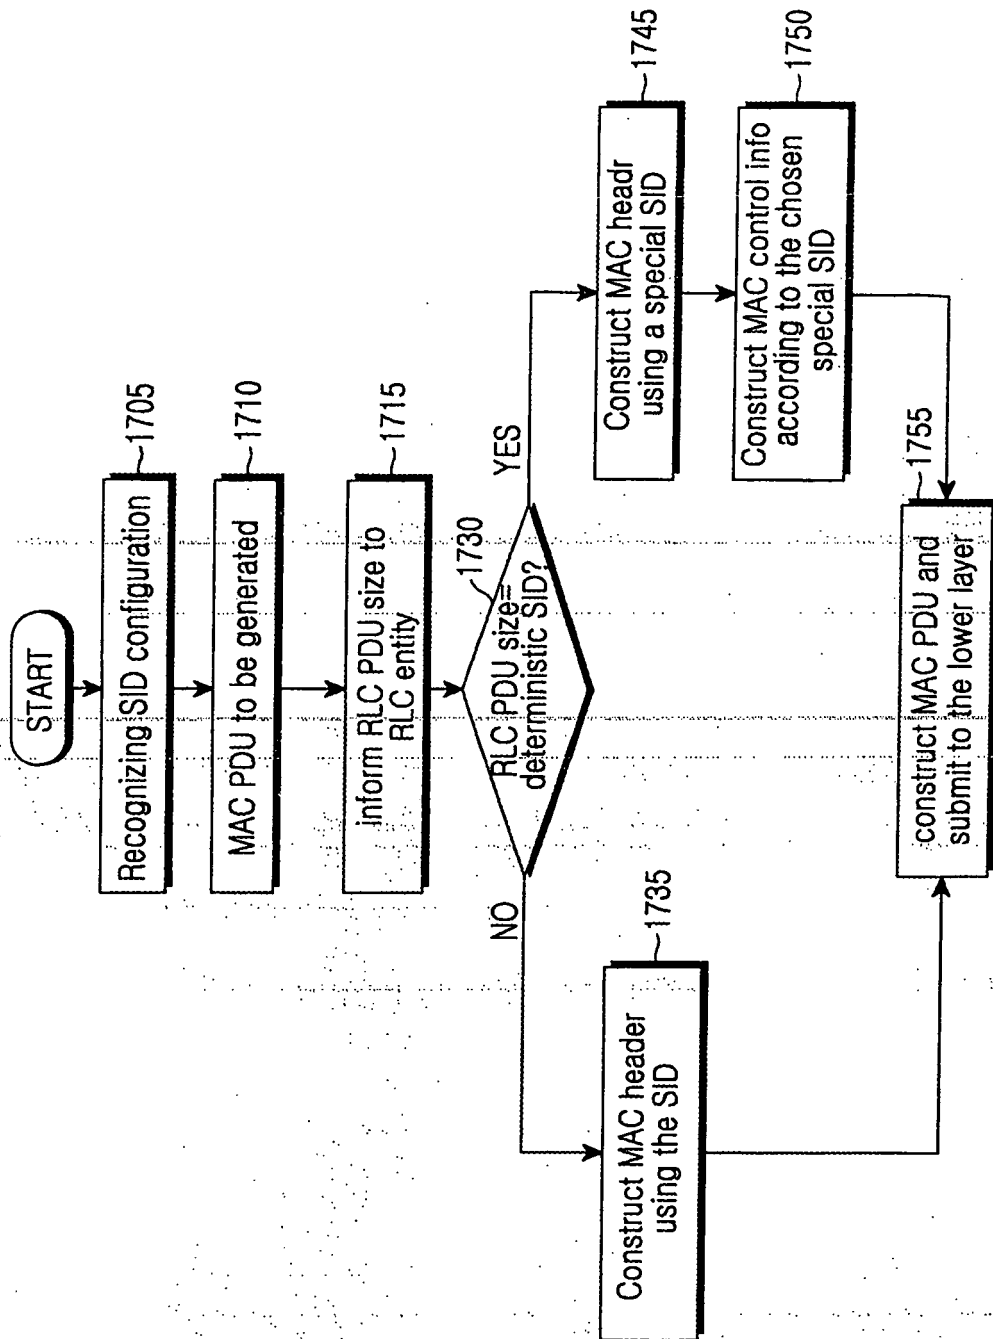 START
Recognizing SID configuration
1705
MAC PDU to be generated
1710
inform RLC PDU size to
RLC entity
1715
RLC PDU size=
deterministic SID?
1730
NO
YES
Construct MAC header
using the SID
1735
Construct MAC headr
using a special SID
1745
Construct MAC control info
according to the chosen
special SID
1750
construct MAC PDU and
submit to the lower layer
1755